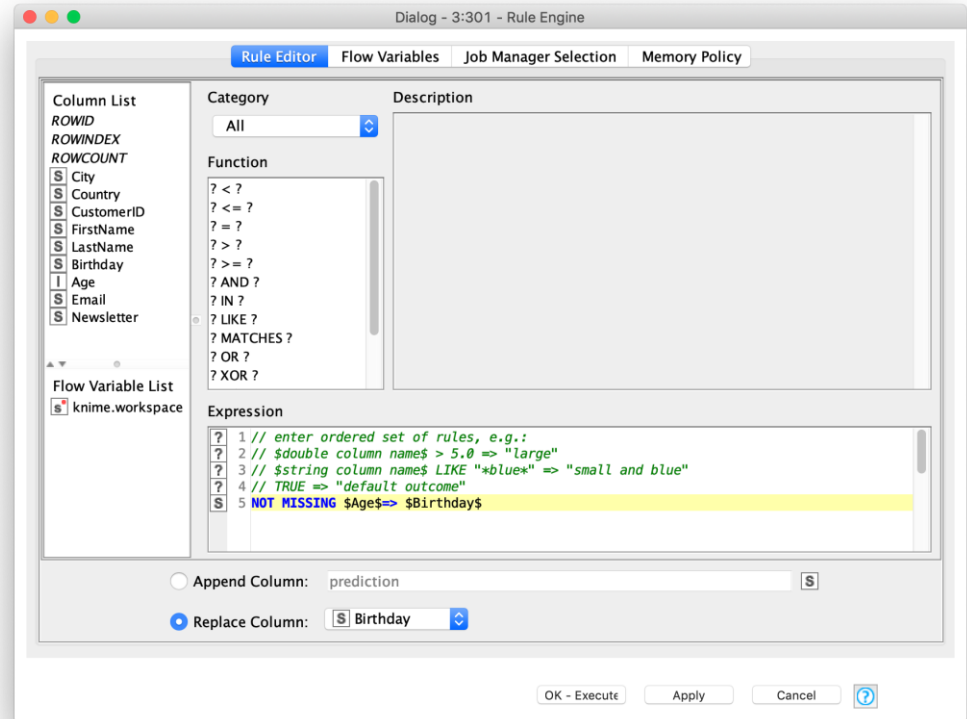 Dialog - 3:301 - Rule Engine
Rule Editor Flow Variables Job Manager Selection Memory Policy
Column List
ROWID
ROWINDEX
ROWCOUNT
S City
S Country
S CustomerID
S FirstName
S LastName
S Birthday
I Age
S Email
S Newsletter
Flow Variable List
s knime.workspace
Category
All
Function
? < ?
? <= ?
? = ?
? > ?
? >= ?
? AND ?
? IN ?
? LIKE ?
? MATCHES ?
? OR ?
? XOR ?
Description
Expression
? 1 // enter ordered set of rules, e.g.:
? 2 // $double column name$ > 5.0 => "large"
? 3 // $string column name$ LIKE "*blue*" => "small and blue"
? 4 // TRUE => "default outcome"
S 5 NOT MISSING $Age$=> $Birthday$
Append Column: prediction S
Replace Column: S Birthday
OK - Execute Apply Cancel ?